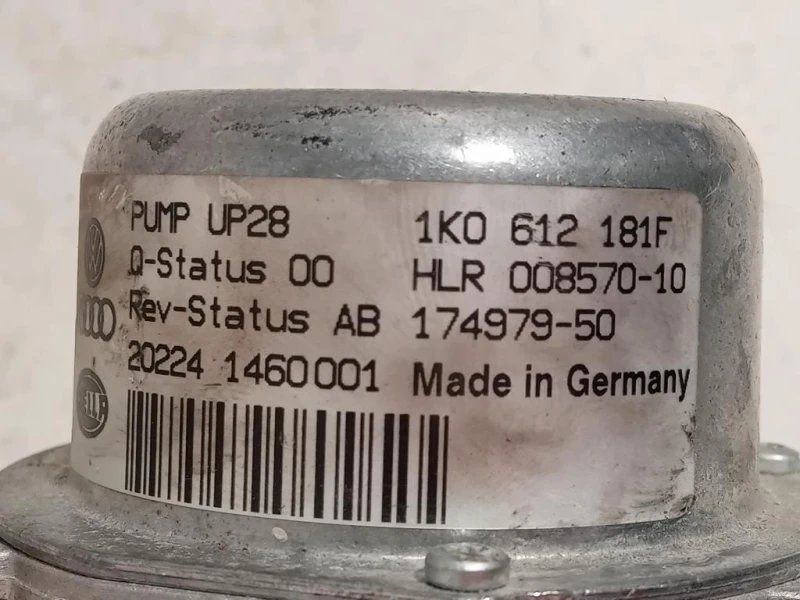 PUMP UP28 1K0 612 181F
Q-Status 00 HLR 008570-10
Rev-Status AB 174979-50
20224 1460001 Made in Germany